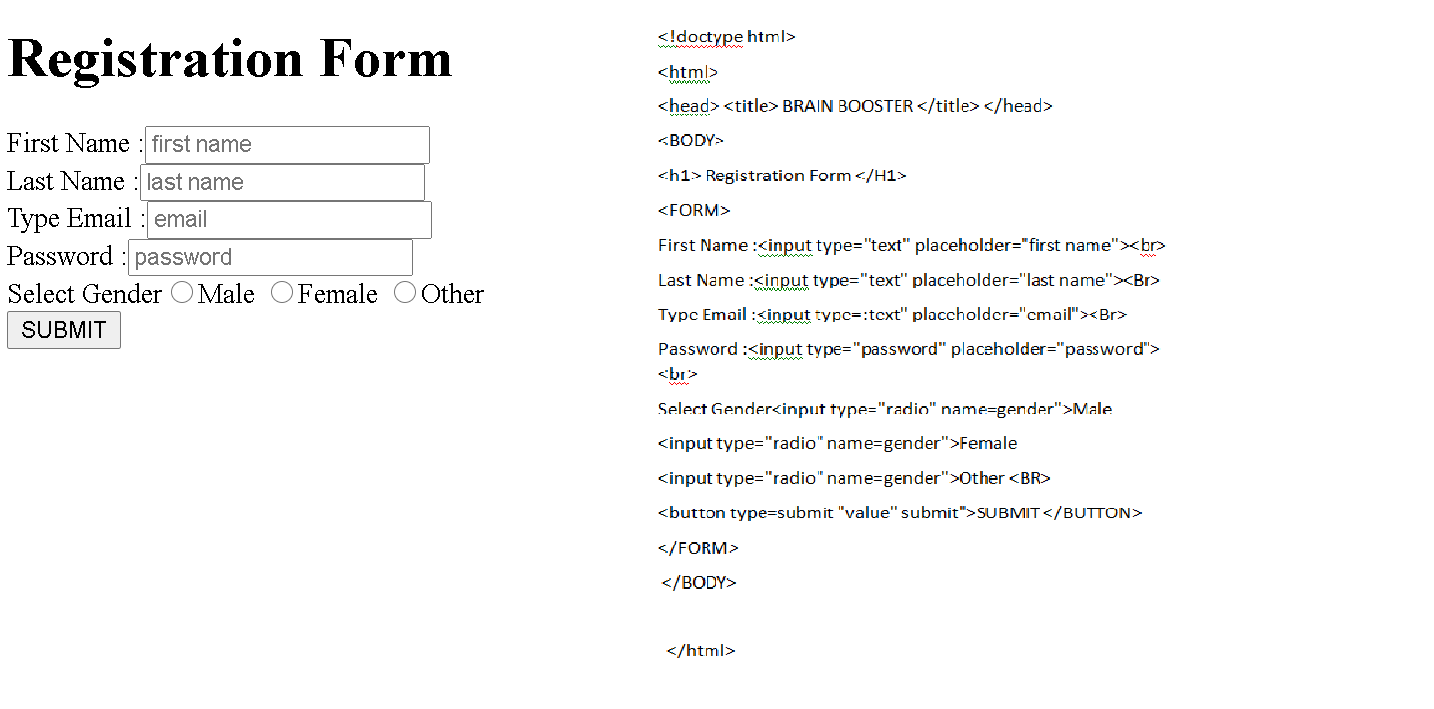 Registration Form
First Name : first name
Last Name : last name
Type Email : email
Password : password
Select Gender Male Female Other
SUBMIT
<!doctype html>
<html>
<head> <title> BRAIN BOOSTER </title> </head>
<BODY>
<h1> Registration Form </H1>
<FORM>
First Name :<input type="text" placeholder="first name"><br>
Last Name :<input type="text" placeholder="last name"><Br>
Type Email :<input type=:text" placeholder="email"><Br>
Password :<input type="password" placeholder="password">
<br>
Select Gender<input type="radio" name=gender">Male
<input type="radio" name=gender">Female
<input type="radio" name=gender">Other <BR>
<button type=submit "value" submit">SUBMIT </BUTTON>
</FORM>
</BODY>
</html>